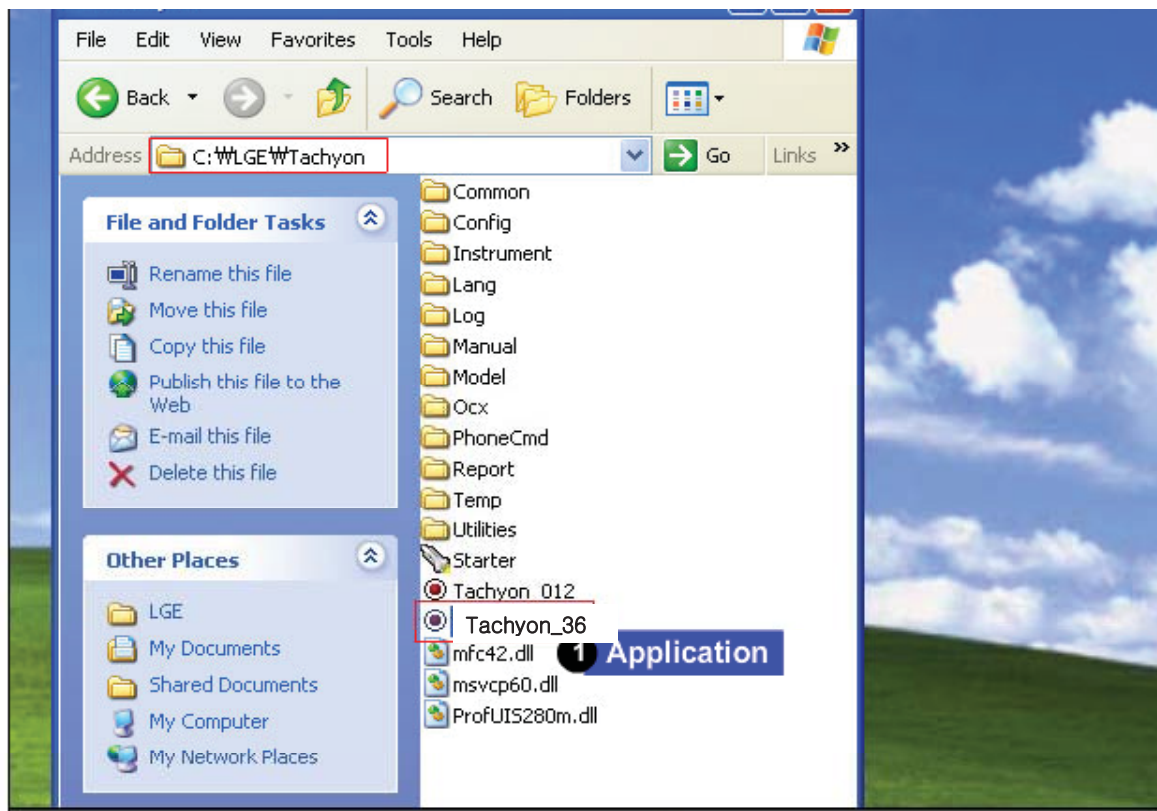 File Edit View Favorites Tools Help
Back Search Folders
Address C:₩LGE₩Tachyon Go Links »
File and Folder Tasks
Rename this file
Move this file
Copy this file
Publish this file to the
Web
E-mail this file
Delete this file
Other Places
LGE
My Documents
Shared Documents
My Computer
My Network Places
Common
Config
Instrument
Lang
Log
Manual
Model
Ocx
PhoneCmd
Report
Temp
Utilities
Starter
Tachyon_012
Tachyon_36
mfc42.dll
1 Application
msvcp60.dll
ProfUIS280m.dll